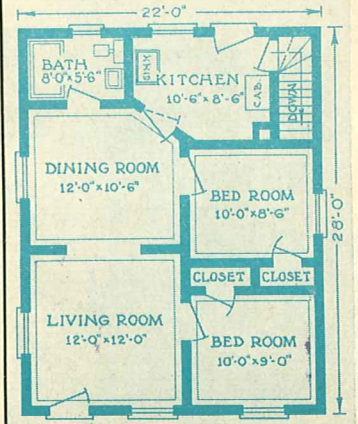 22'-0"
BATH
8'-0"x5'-6"
SINK
KITCHEN
10'-6"x8'-6"
CAB.
DOWN
DINING ROOM
12'-0"x10'-6"
BED ROOM
10'-0"x8'-6"
28'-0"
CLOSET
CLOSET
LIVING ROOM
12'-0"x12'-0"
BED ROOM
10'-0"x9'-0"